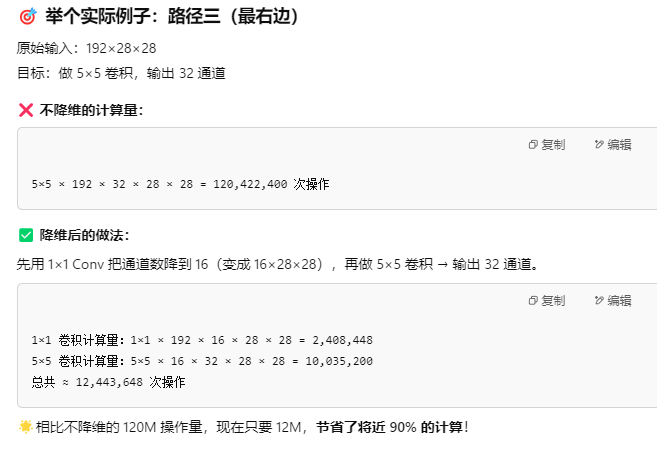 🎯 举个实际例子：路径三（最右边）
原始输入：192×28×28
目标：做 5×5 卷积，输出 32 通道
❌ 不降维的计算量：
复制 编辑
5×5 × 192 × 32 × 28 × 28 = 120,422,400 次操作
✅ 降维后的做法：
先用 1×1 Conv 把通道数降到 16（变成 16×28×28），再做 5×5 卷积 → 输出 32 通道。
复制 编辑
1×1 卷积计算量：1×1 × 192 × 16 × 28 × 28 = 2,408,448
5×5 卷积计算量：5×5 × 16 × 32 × 28 × 28 = 10,035,200
总共 ≈ 12,443,648 次操作
🌟相比不降维的 120M 操作量，现在只要 12M，节省了将近 90% 的计算！